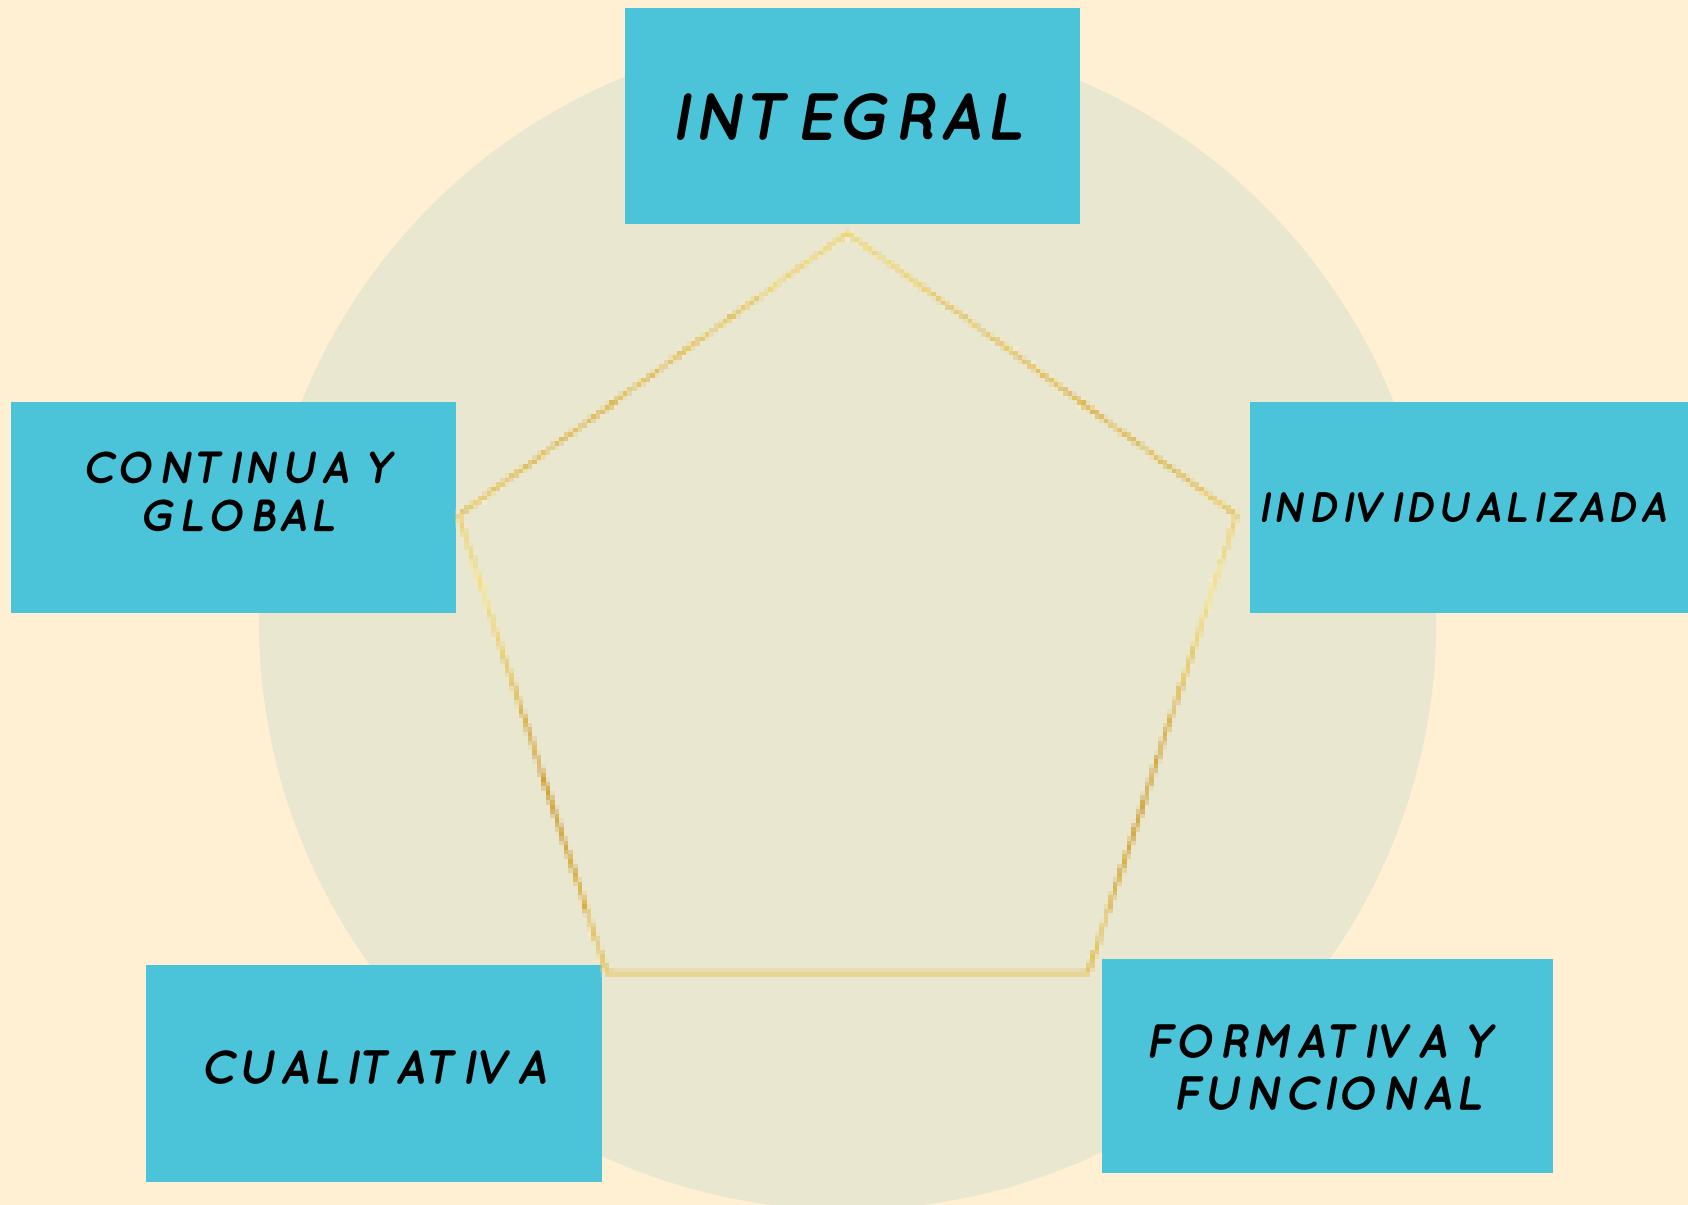 INTEGRAL
CONTINUA Y
GLOBAL
INDIVIDUALIZADA
CUALITATIVA
FORMATIVA Y
FUNCIONAL